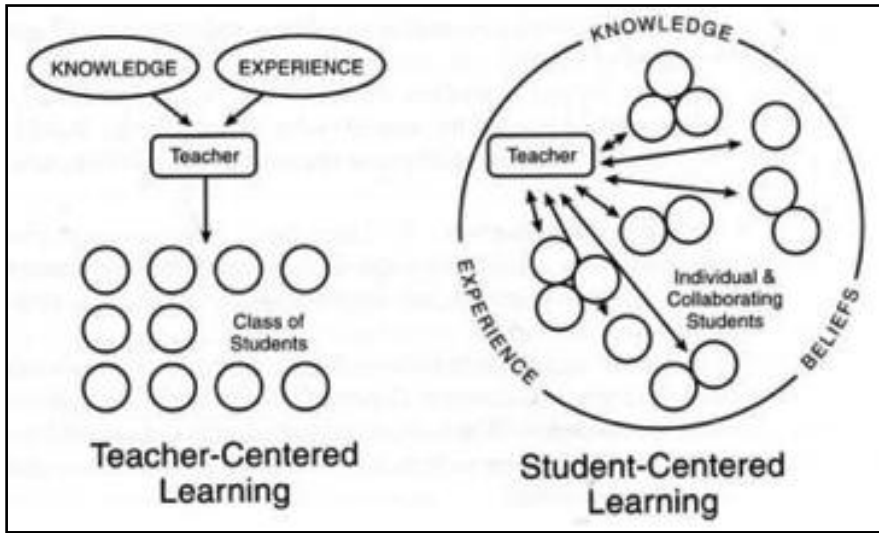 KNOWLEDGE
EXPERIENCE
Teacher
Class of
Students
Teacher-Centered
Learning
KNOWLEDGE
Teacher
EXPERIENCE
Individual &
Collaborating
Students
BELIEFS
Student-Centered
Learning